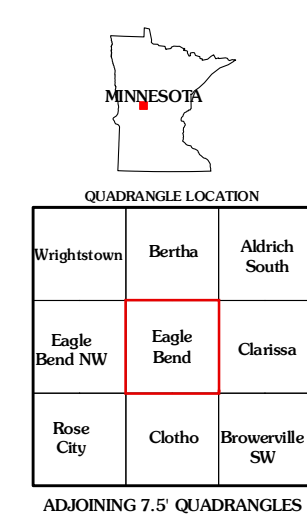 MINNESOTA
QUADRANGLE LOCATION
Wrightstown
Bertha
Aldrich
South
Eagle
Bend NW
Eagle
Bend
Clarissa
Rose
City
Clotho
Browerville
SW
ADJOINING 7.5' QUADRANGLES